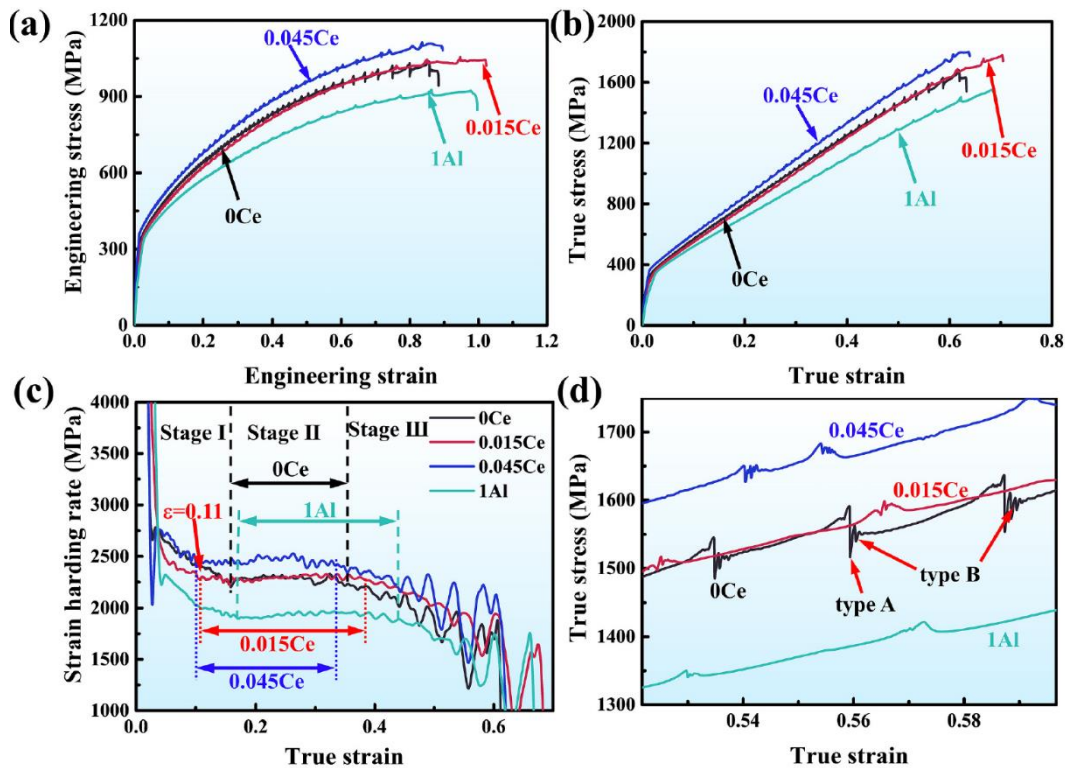 (a)
1200
900
600
300
0
Engineering stress (MPa)
0.045Ce
0.015Ce
1Al
0Ce
0.0 0.2 0.4 0.6 0.8 1.0 1.2
Engineering strain
(b)
2000
1600
1200
800
400
0
True stress (MPa)
0.045Ce
0.015Ce
1Al
0Ce
0.0 0.2 0.4 0.6 0.8
True strain
(c)
4000
3500
3000
2500
2000
1500
1000
Strain harding rate (MPa)
Stage I Stage II Stage III
0Ce
0.015Ce
0.045Ce
1Al
0Ce
1Al
ε=0.11
0.015Ce
0.045Ce
0.0 0.2 0.4 0.6
True strain
(d)
1700
1600
1500
1400
1300
True stress (MPa)
0.045Ce
0.015Ce
type B
0Ce
type A
1Al
0.54 0.56 0.58
True strain